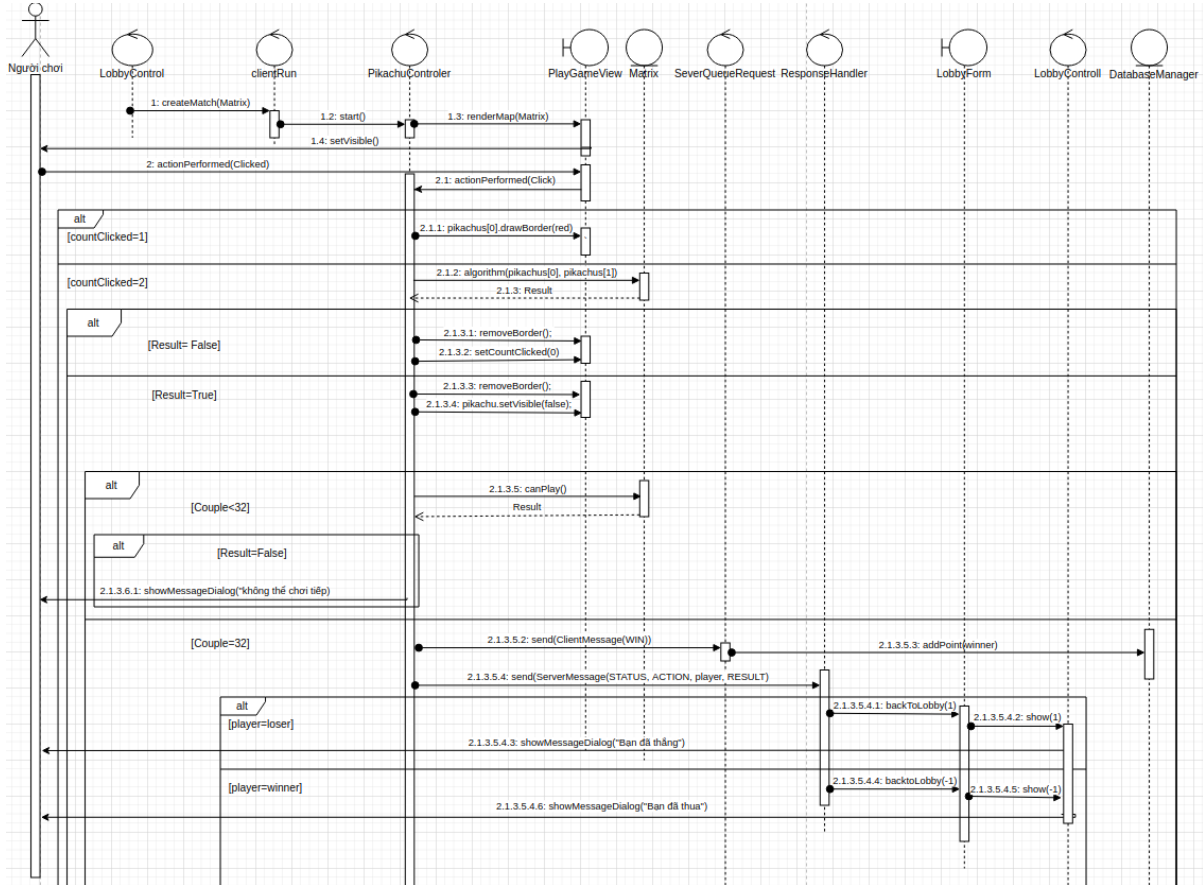 Người chơi
LobbyControl
clientRun
PikachuControler
PlayGameView
Matrix
SeverQueueRequest
ResponseHandler
LobbyForm
LobbyControll
DatabaseManager
1: createMatch(Matrix)
1.2: start()
1.3: renderMap(Matrix)
1.4: setVisible()
2: actionPerformed(Clicked)
2.1: actionPerformed(Click)
alt
[countClicked=1]
2.1.1: pikachus[0].drawBorder(red)
[countClicked=2]
2.1.2: algorithm(pikachus[0], pikachus[1])
2.1.3: Result
alt
[Result= False]
2.1.3.1: removeBorder();
2.1.3.2: setCountClicked(0)
[Result=True]
2.1.3.3: removeBorder();
2.1.3.4: pikachu.setVisible(false);
alt
[Couple<32]
2.1.3.5: canPlay()
Result
alt
[Result=False]
2.1.3.6.1: showMessageDialog("không thể chơi tiếp)
[Couple=32]
2.1.3.5.2: send(ClientMessage(WIN))
2.1.3.5.3: addPoint(winner)
2.1.3.5.4: send(ServerMessage(STATUS, ACTION, player, RESULT)
alt
[player=loser]
2.1.3.5.4.1: backToLobby(1)
2.1.3.5.4.2: show(1)
2.1.3.5.4.3: showMessageDialog("Bạn đã thắng")
[player=winner]
2.1.3.5.4.4: backtoLobby(-1)
2.1.3.5.4.5: show(-1)
2.1.3.5.4.6: showMessageDialog("Bạn đã thua")